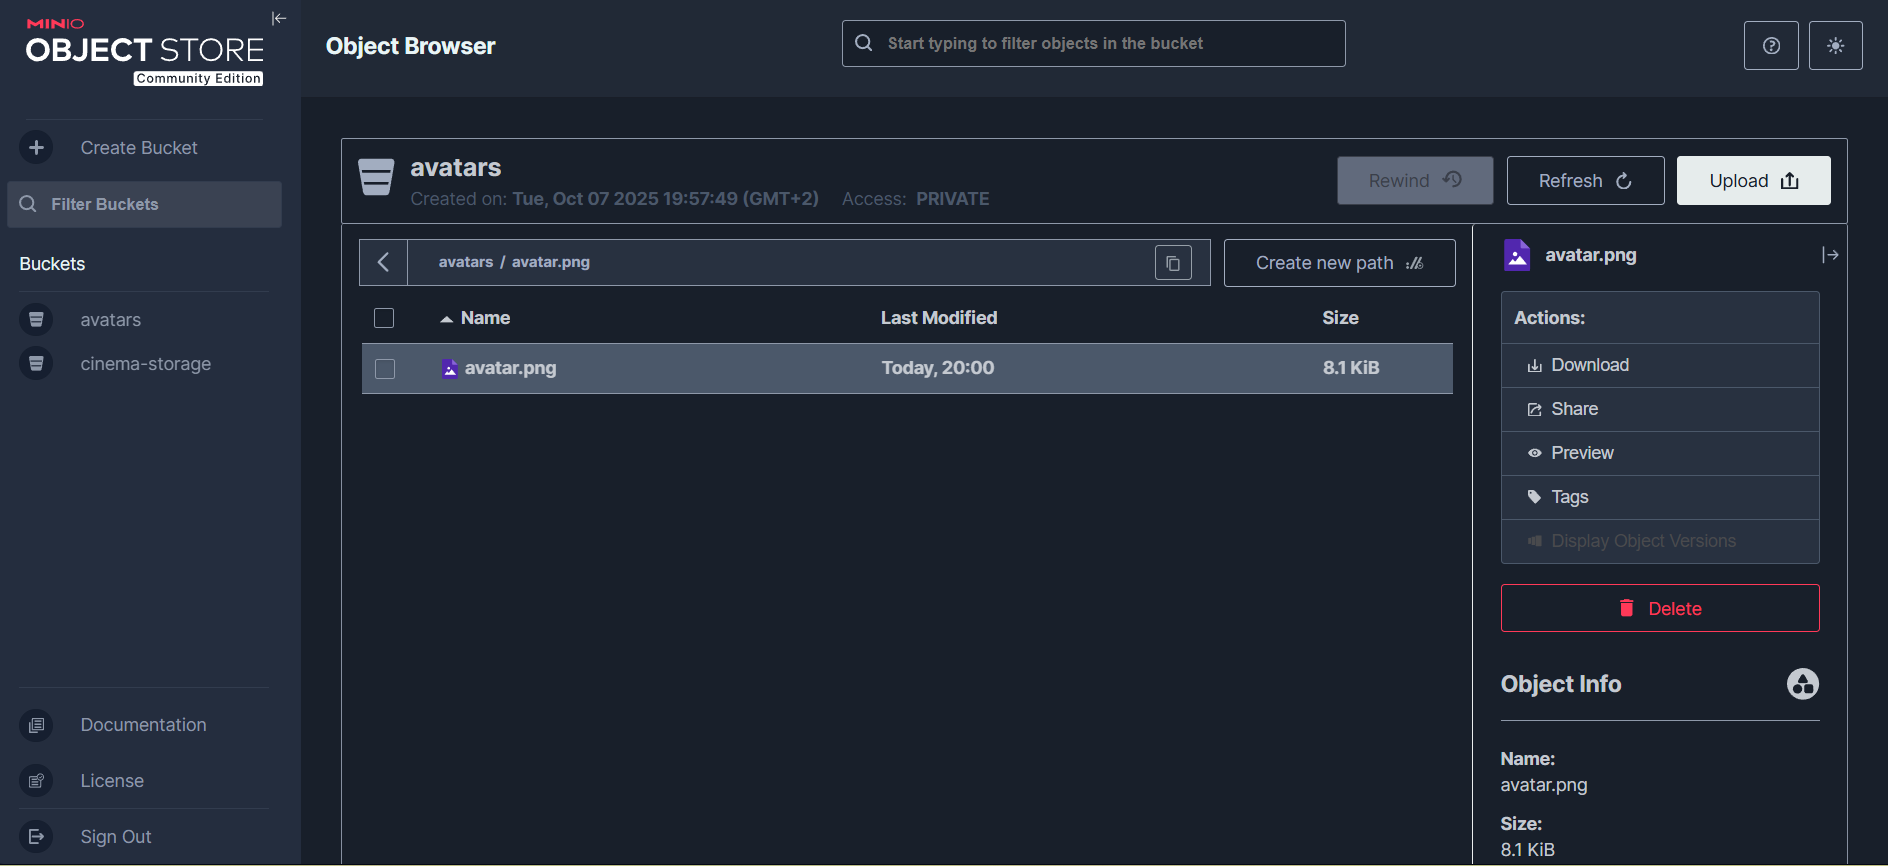 MINIO
OBJECT STORE
Community Edition
Create Bucket
Filter Buckets
Buckets
avatars
cinema-storage
Documentation
License
Sign Out
Object Browser
Start typing to filter objects in the bucket
avatars
Created on: Tue, Oct 07 2025 19:57:49 (GMT+2) Access: PRIVATE
Rewind
Refresh
Upload
avatars / avatar.png
Create new path
Name Last Modified Size
avatar.png Today, 20:00 8.1 KiB
avatar.png
Actions:
Download
Share
Preview
Tags
Display Object Versions
Delete
Object Info
Name:
avatar.png
Size:
8.1 KiB